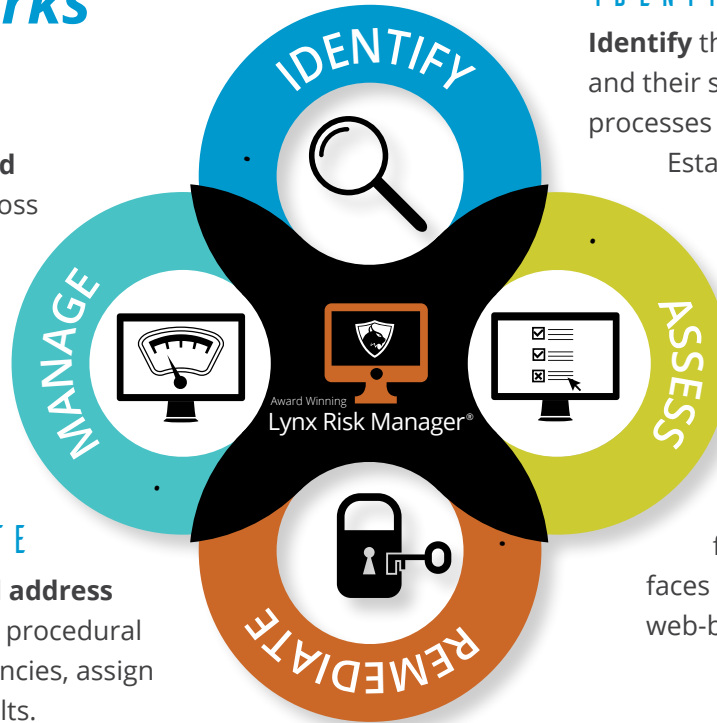 rks
IDENTIFY
Identify th
and their s
processes
Esta
d
oss
MANAGE
ASSESS
Award Winning
Lynx Risk Manager®
T E
l address
procedural
ncies, assign
lts.
REMEDIATE
f
faces
web-b